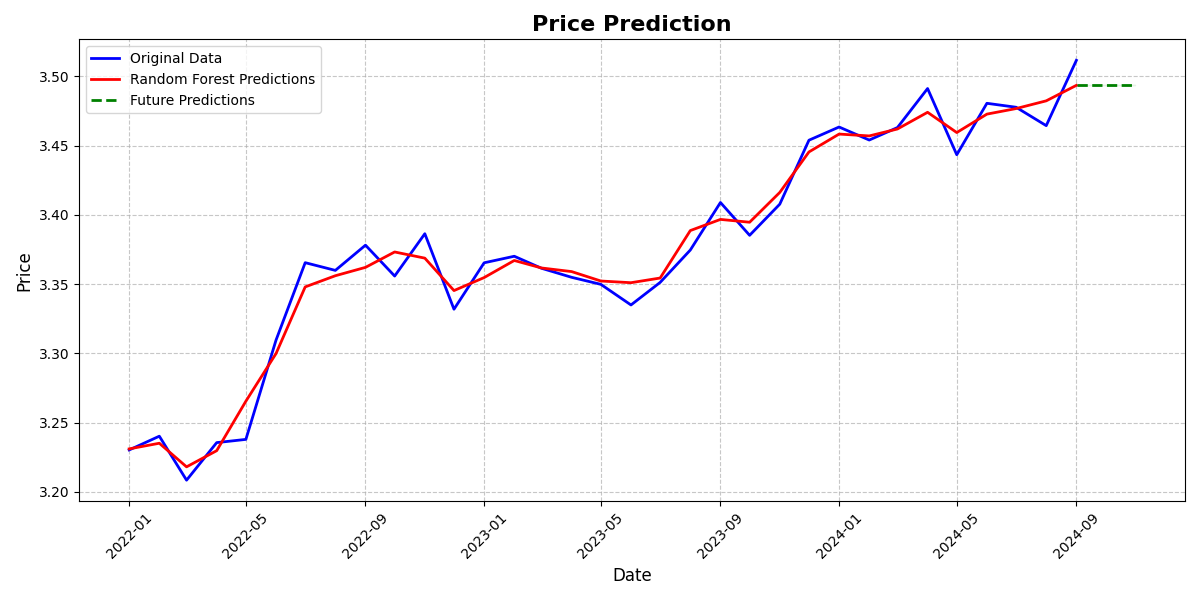 Price Prediction
Original Data
Random Forest Predictions
Future Predictions
3.50
3.45
3.40
3.35
3.30
3.25
3.20
Price
2022-01
2022-05
2022-09
2023-01
2023-05
2023-09
2024-01
2024-05
2024-09
Date